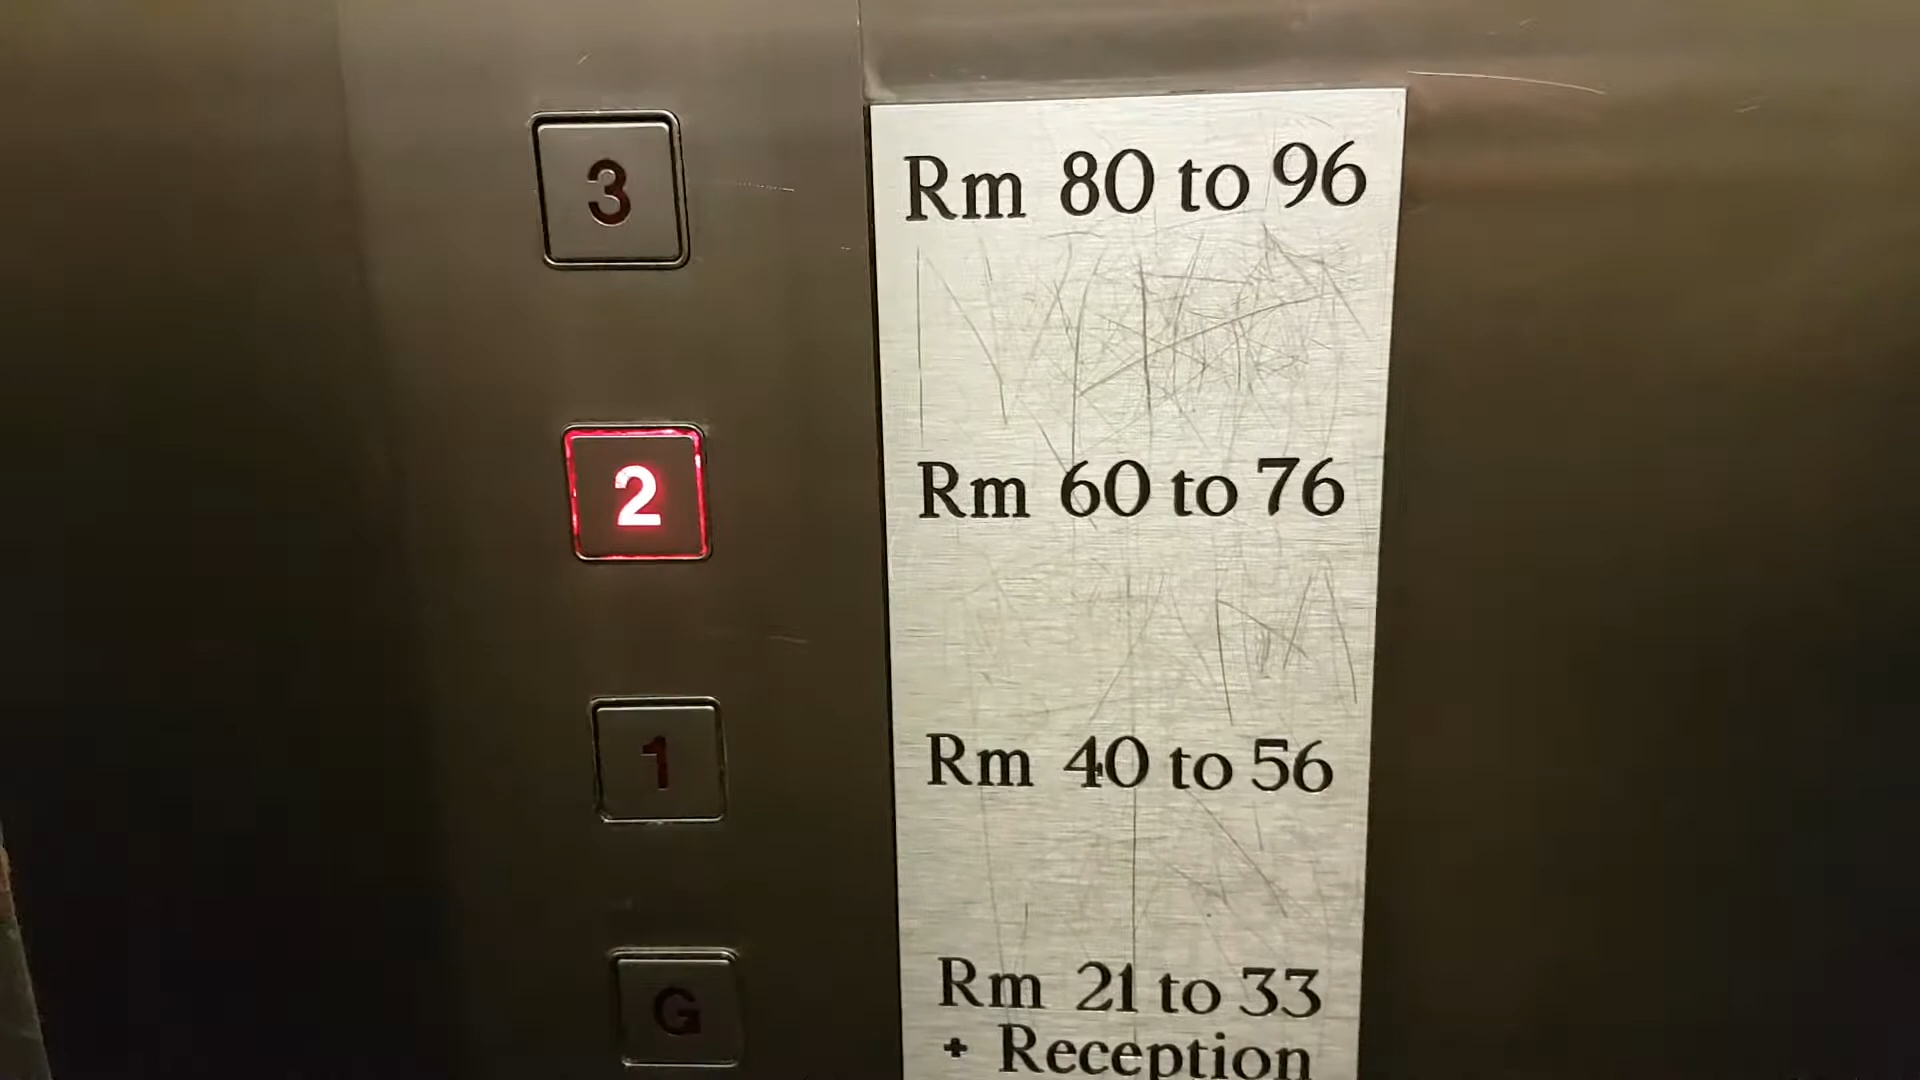 3
Rm 80 to 96
2
Rm 60 to 76
1
Rm 40 to 56
G
Rm 21 to 33
+ Reception